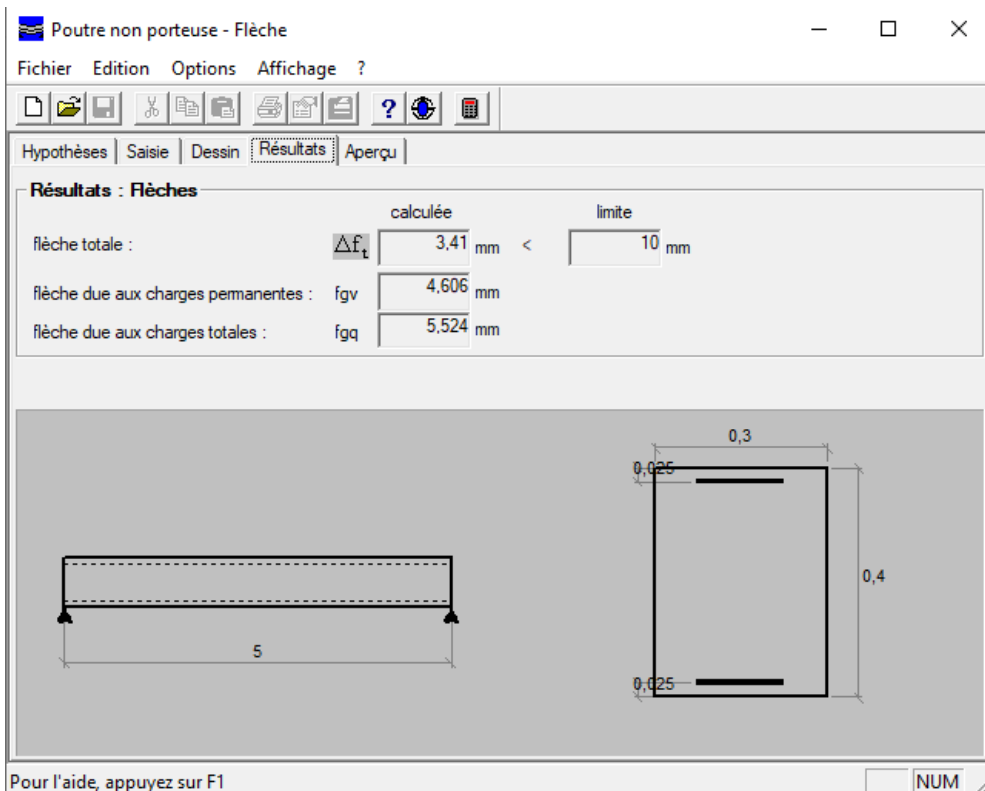 Poutre non porteuse - Flèche
Fichier Edition Options Affichage ?
Hypothèses Saisie Dessin Résultats Aperçu
Résultats : Flèches
calculée limite
flèche totale : Δft 3,41 mm < 10 mm
flèche due aux charges permanentes : fgv 4,606 mm
flèche due aux charges totales : fgq 5,524 mm
0,3
0,025
0,4
5
0,025
Pour l'aide, appuyez sur F1 NUM